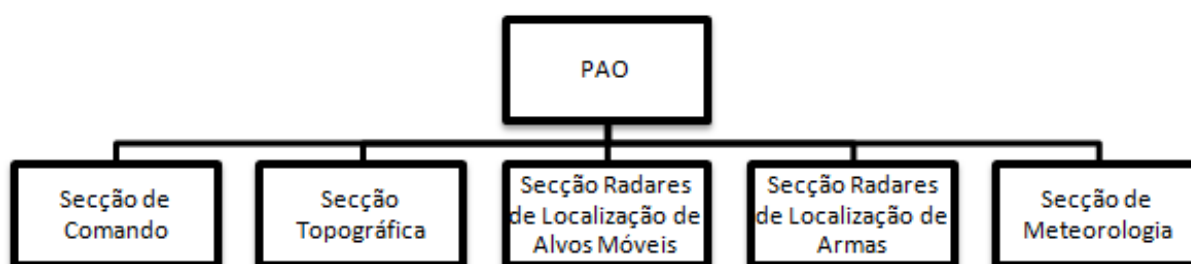 PAO
Secção de
Comando
Secção
Topográfica
Secção Radares
de Localização de
Alvos Móveis
Secção Radares
de Localização de
Armas
Secção de
Meteorologia